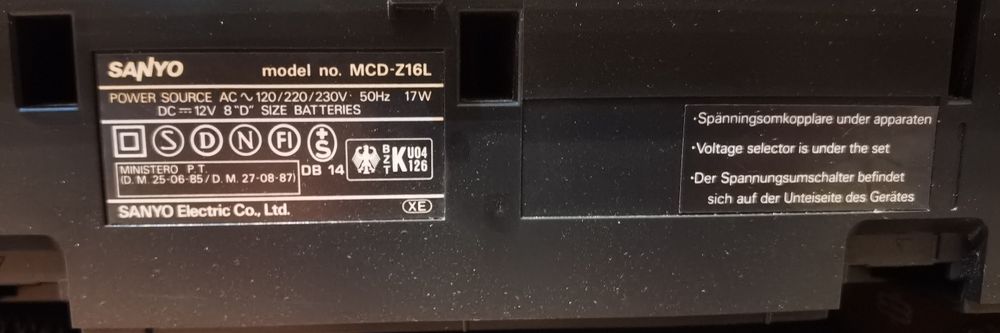 SANYO model no. MCD-Z16L
POWER SOURCE AC ∿ 120/220/230V 50Hz 17W
DC ⎓ 12V 8 "D" SIZE BATTERIES
S D N FI +S
MINISTERO P.T.
(D.M. 25-06-85/D.M. 27-08-87)
DB 14
BZT K U04 126
SANYO Electric Co., Ltd. XE
·Spänningsomkopplare under apparaten
·Voltage selector is under the set
·Der Spannungsumschalter befindet
sich auf der Unteiseite des Gerätes